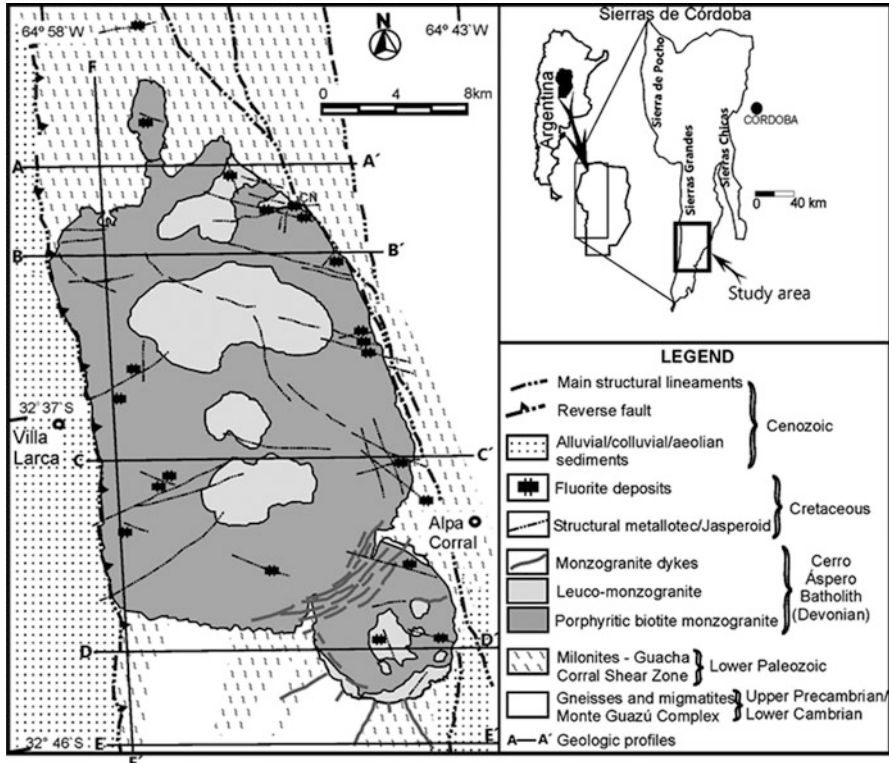 64° 58' W
N
64° 43' W
F
0 4 8km
A A´
CN
B B´
32° 37' S
Villa
Larca
C C´
Alpa
Corral
D D´
32° 46' S
E E´
F´
Sierras de Córdoba
Argentina
Sierra de Pocho
Sierras Grandes
Sierras Chicas
CÓRDOBA
0 40 km
Study area
LEGEND
Main structural lineaments
Reverse fault
Alluvial/colluvial/aeolian
sediments
Cenozoic
Fluorite deposits
Structural metallotec/Jasperoid
Cretaceous
Monzogranite dykes
Leuco-monzogranite
Porphyritic biotite monzogranite
Cerro
Áspero
Batholith
(Devonian)
Milonites - Guacha
Corral Shear Zone
Lower Paleozoic
Gneisses and migmatites
Monte Guazú Complex
Upper Precambrian/
Lower Cambrian
A A´ Geologic profiles